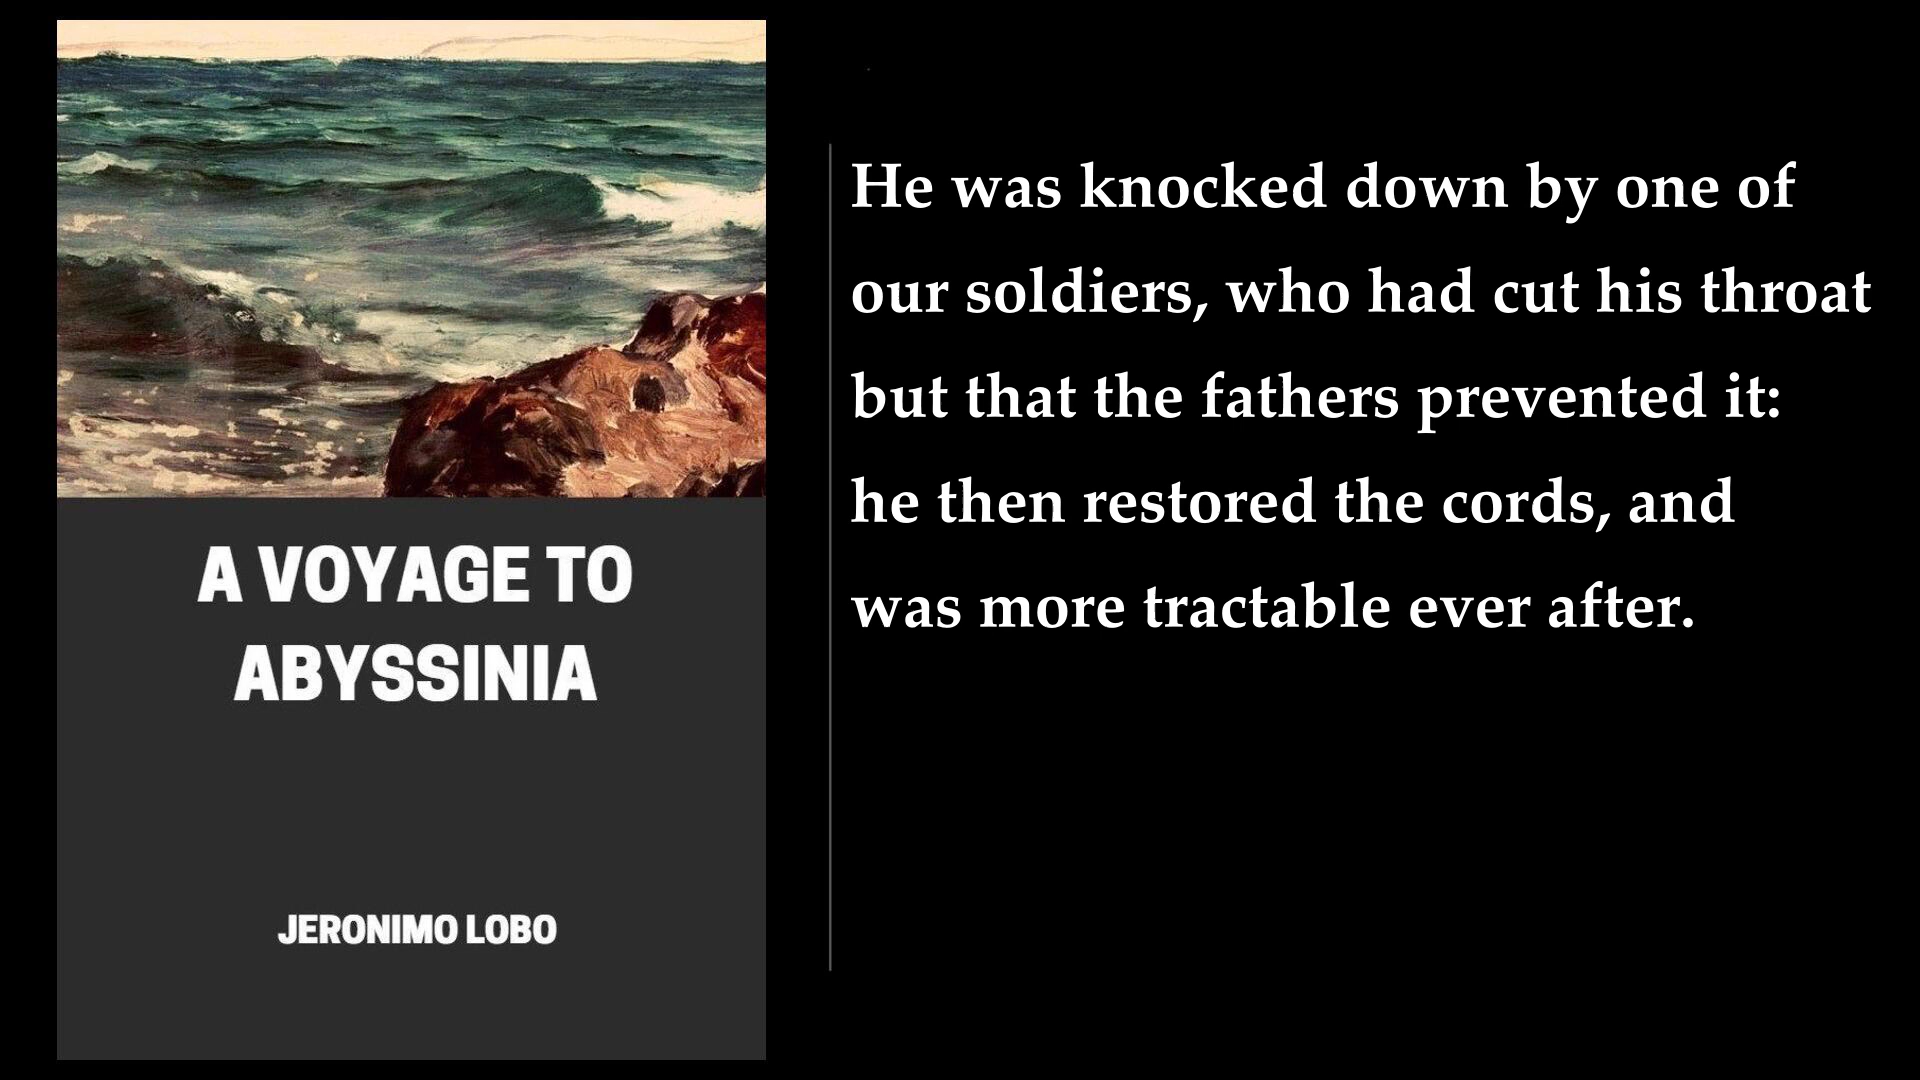 A VOYAGE TO
ABYSSINIA
JERONIMO LOBO
He was knocked down by one of
our soldiers, who had cut his throat
but that the fathers prevented it:
he then restored the cords, and
was more tractable ever after.